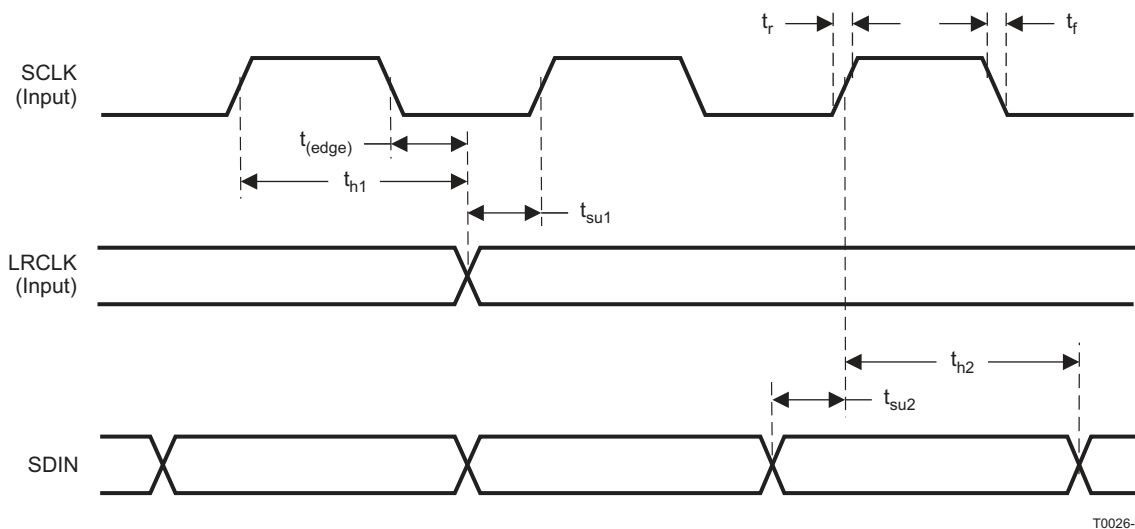 t_r
t_f
SCLK
(Input)
t_(edge)
t_h1
t_su1
LRCLK
(Input)
t_h2
t_su2
SDIN
T0026-